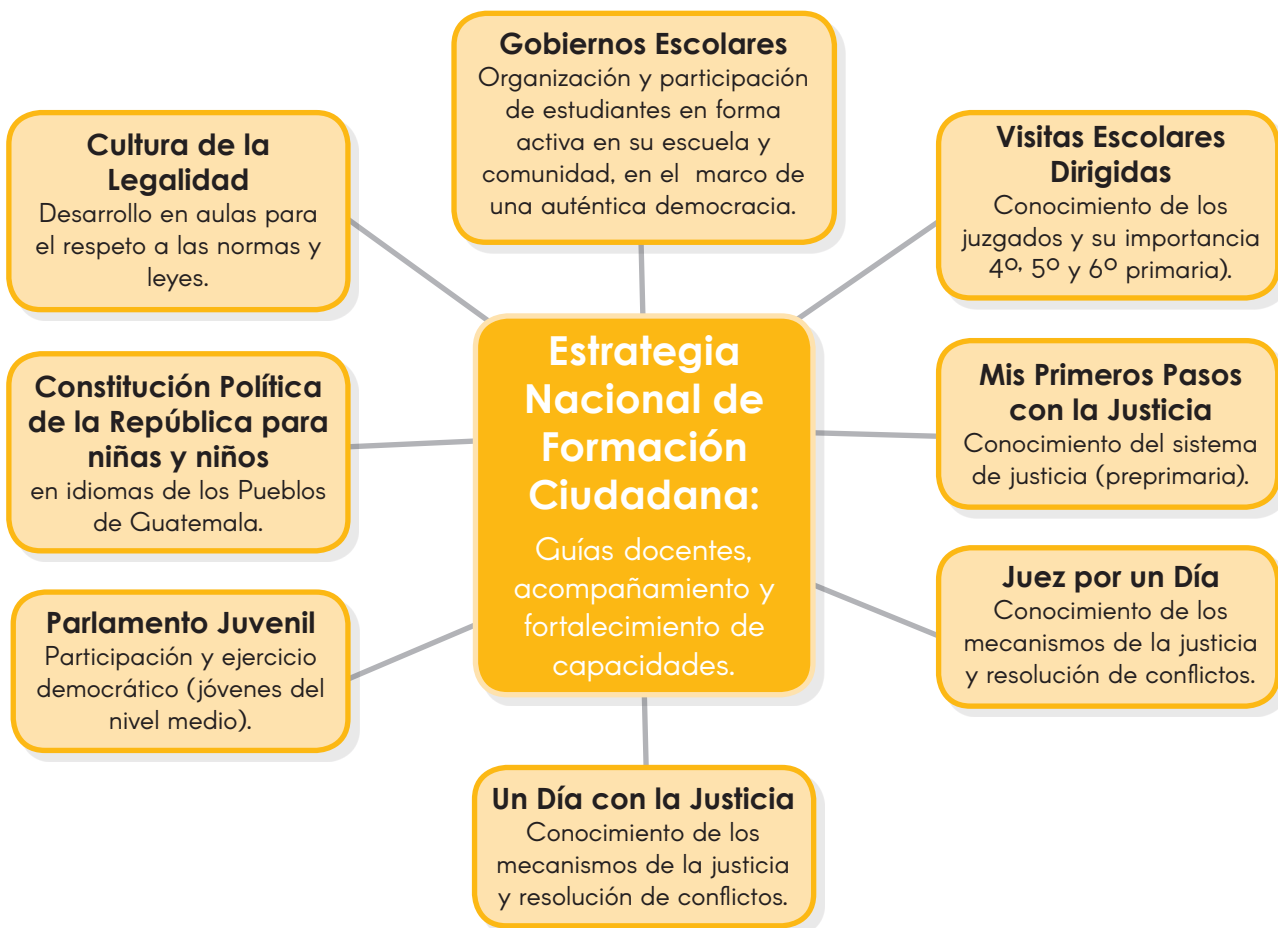 Gobiernos Escolares
Organización y participación
de estudiantes en forma
activa en su escuela y
comunidad, en el  marco de
una auténtica democracia.
Cultura de la
Legalidad
Desarrollo en aulas para
el respeto a las normas y
leyes.
Visitas Escolares
Dirigidas
Conocimiento de los
juzgados y su importancia
4º, 5º y 6º primaria).
Estrategia
Nacional de
Formación
Ciudadana:
Guías docentes,
acompañamiento y
fortalecimiento de
capacidades.
Constitución Política
de la República para
niñas y niños
en idiomas de los Pueblos
de Guatemala.
Mis Primeros Pasos
con la Justicia
Conocimiento del sistema
de justicia (preprimaria).
Parlamento Juvenil
Participación y ejercicio
democrático (jóvenes del
nivel medio).
Juez por un Día
Conocimiento de los
mecanismos de la justicia
y resolución de conflictos.
Un Día con la Justicia
Conocimiento de los
mecanismos de la justicia
y resolución de conflictos.